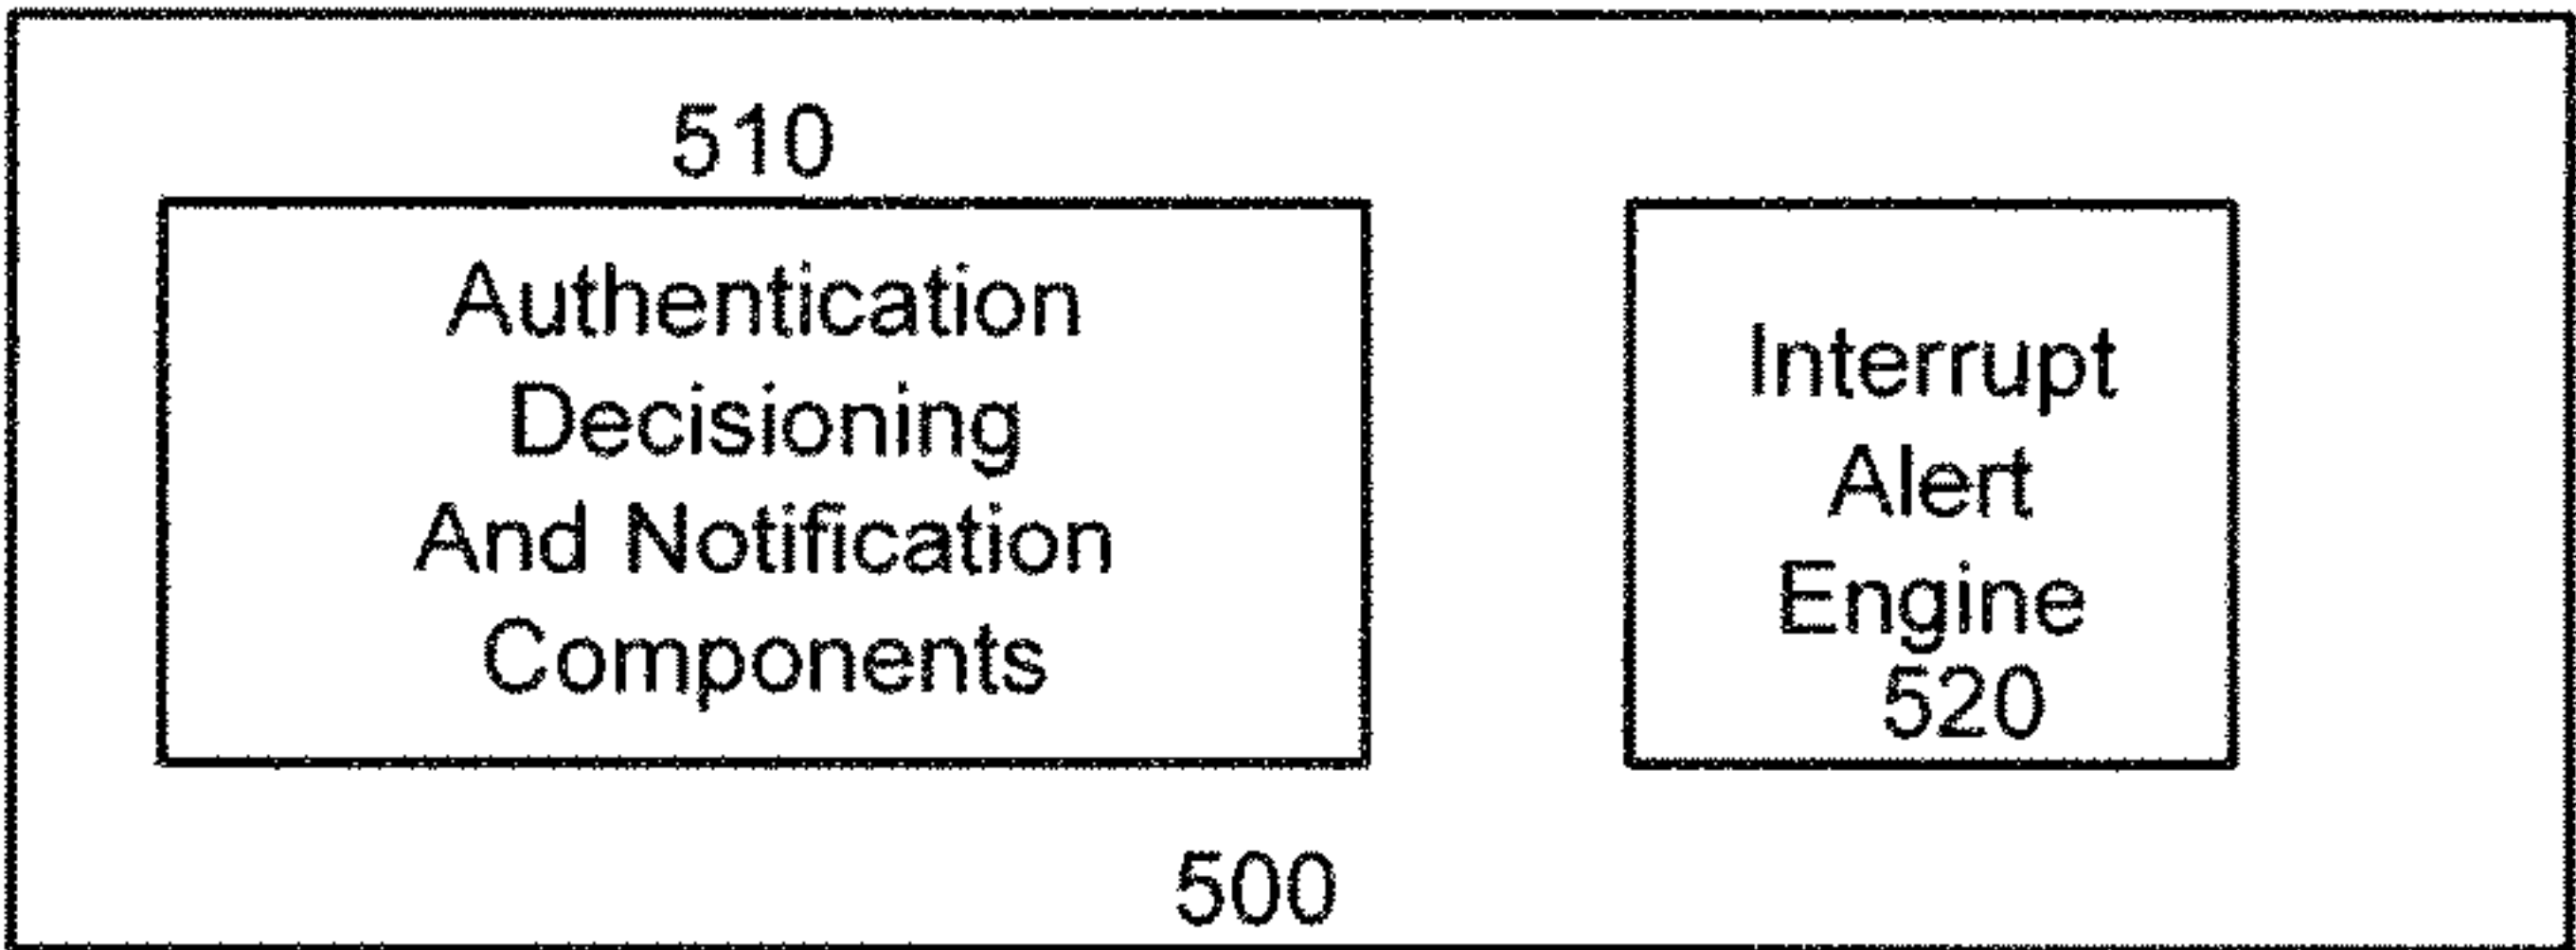 510
Authentication
Decisioning
And Notification
Components
Interrupt
Alert
Engine
520
500